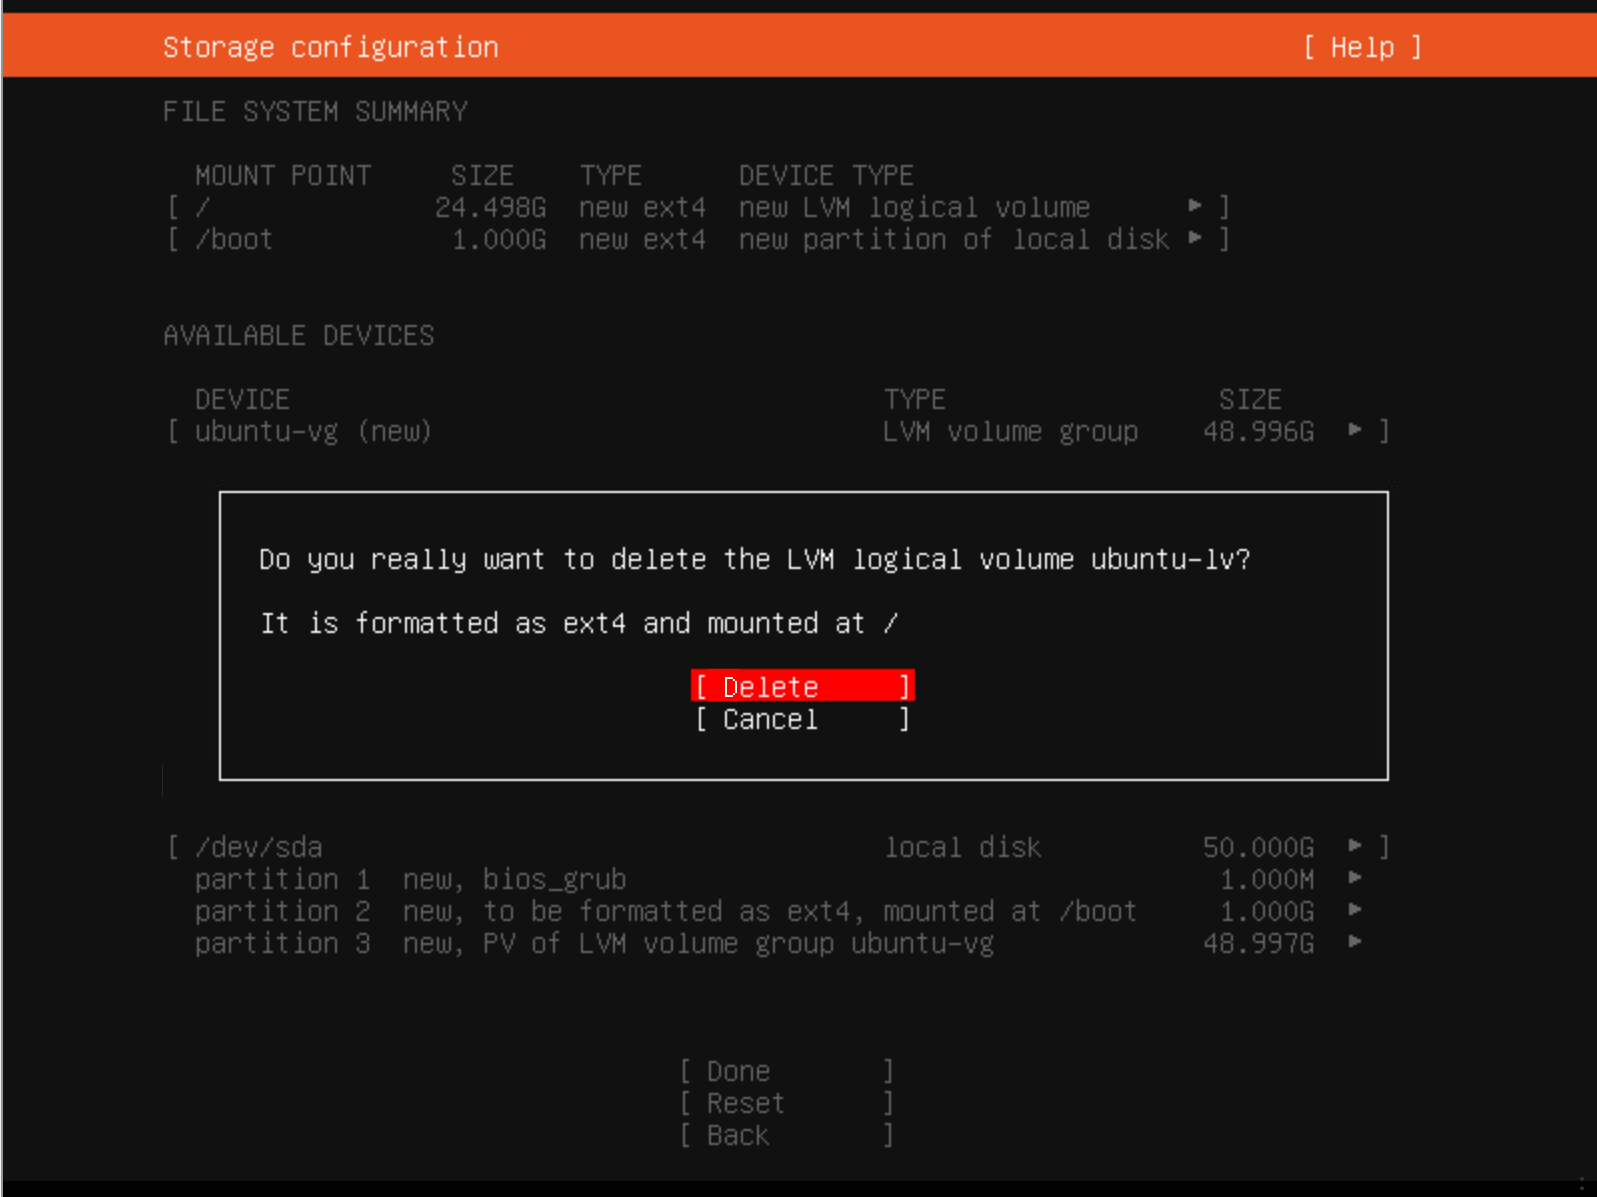 Storage configuration [ Help ]
FILE SYSTEM SUMMARY
MOUNT POINT SIZE TYPE DEVICE TYPE
[ / 24.498G new ext4 new LVM logical volume ▸ ]
[ /boot 1.000G new ext4 new partition of local disk ▸ ]
AVAILABLE DEVICES
DEVICE TYPE SIZE
[ ubuntu-vg (new) LVM volume group 48.996G ▸ ]
Do you really want to delete the LVM logical volume ubuntu-lv?
It is formatted as ext4 and mounted at /
[ Delete ]
[ Cancel ]
[ /dev/sda local disk 50.000G ▸ ]
partition 1 new, bios_grub 1.000M ▸
partition 2 new, to be formatted as ext4, mounted at /boot 1.000G ▸
partition 3 new, PV of LVM volume group ubuntu-vg 48.997G ▸
[ Done ]
[ Reset ]
[ Back ]